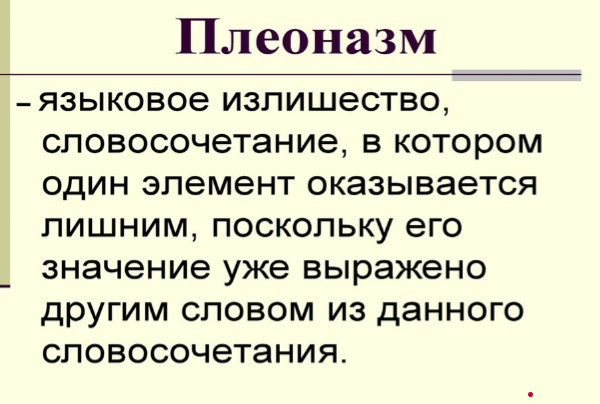 Плеоназм
– языковое излишество,
словосочетание, в котором
один элемент оказывается
лишним, поскольку его
значение уже выражено
другим словом из данного
словосочетания.